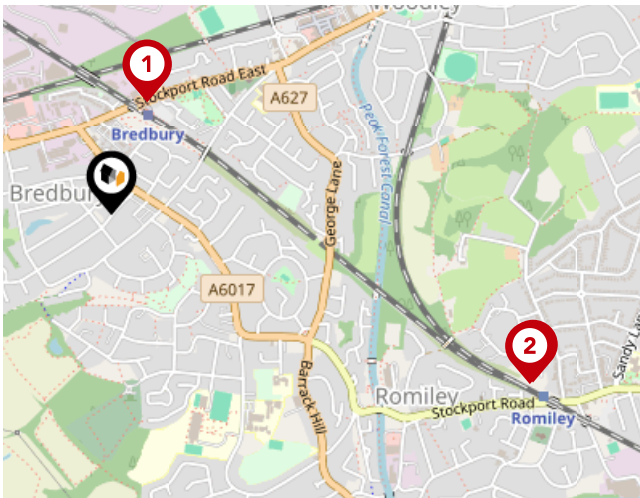 Woodley
1
Stockport Road East
A627
Bredbury
Peak Forest Canal
Bredbury
George Lane
A6017
2
Sandy L
Barrack Hill
Romiley
Stockport Road
Romiley